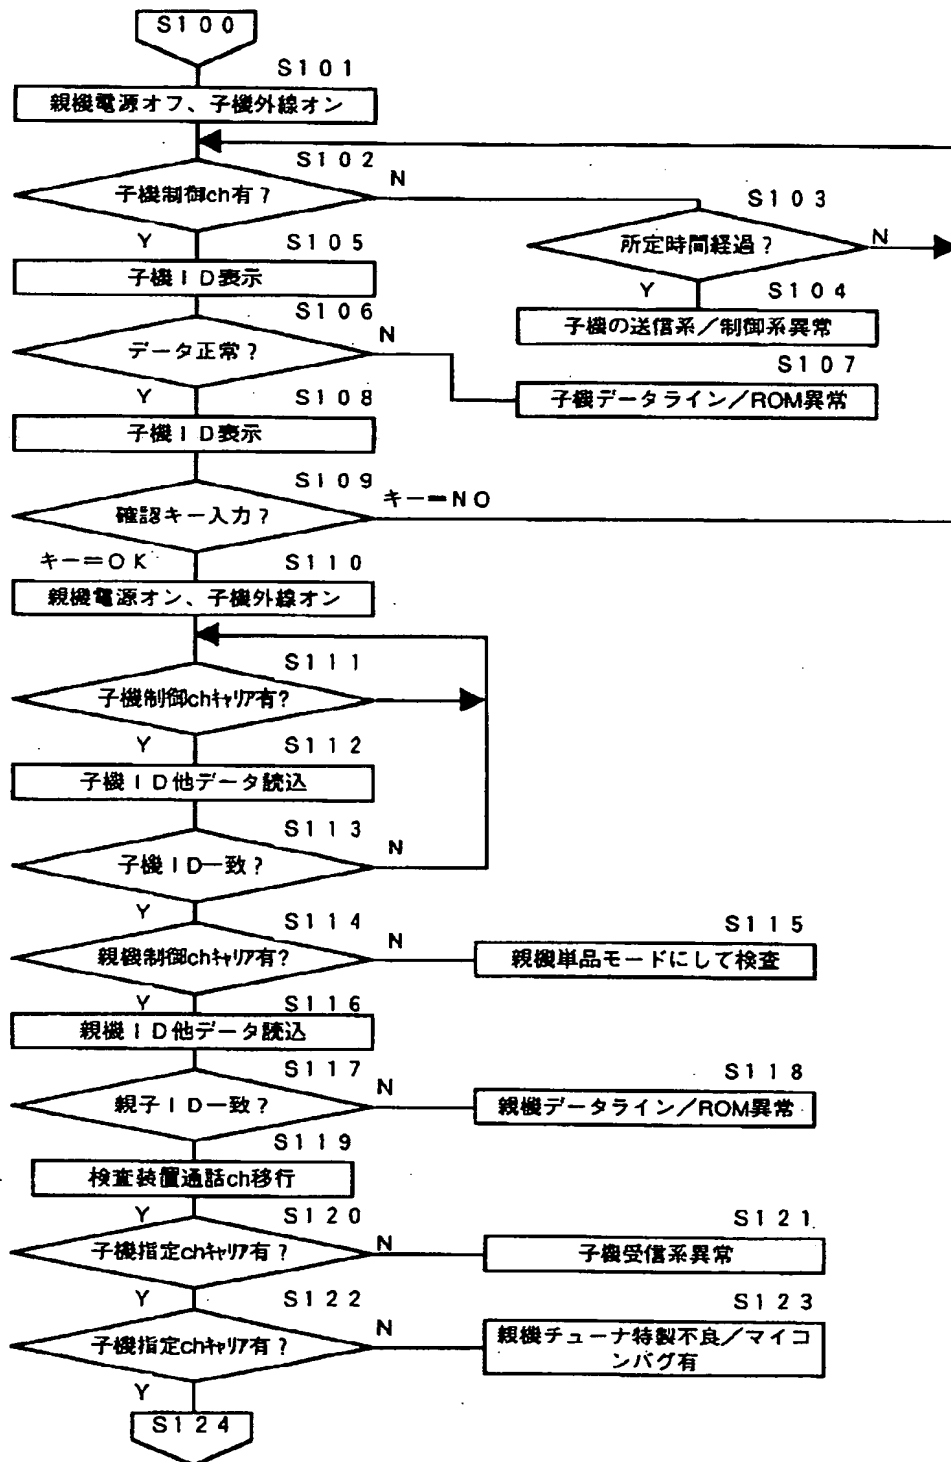 S100
S101
親機電源オフ、子機外線オン
S102
子機制御ch有?
N
S103
所定時間経過?
N
Y
S104
子機の送信系/制御系異常
Y
S105
子機ID表示
S106
データ正常?
N
S107
子機データライン/ROM異常
Y
S108
子機ID表示
S109
確認キー入力?
キー=NO
キー=OK
S110
親機電源オン、子機外線オン
S111
子機制御chキャリア有?
Y
S112
子機ID他データ読込
S113
子機ID一致?
N
Y
S114
親機制御chキャリア有?
N
S115
親機単品モードにして検査
Y
S116
親機ID他データ読込
S117
親子ID一致?
N
S118
親機データライン/ROM異常
S119
検査装置通話ch移行
Y
S120
子機指定chキャリア有?
N
S121
子機受信系異常
Y
S122
子機指定chキャリア有?
N
S123
親機チューナ特製不良/マイコ
ンバグ有
Y
S124